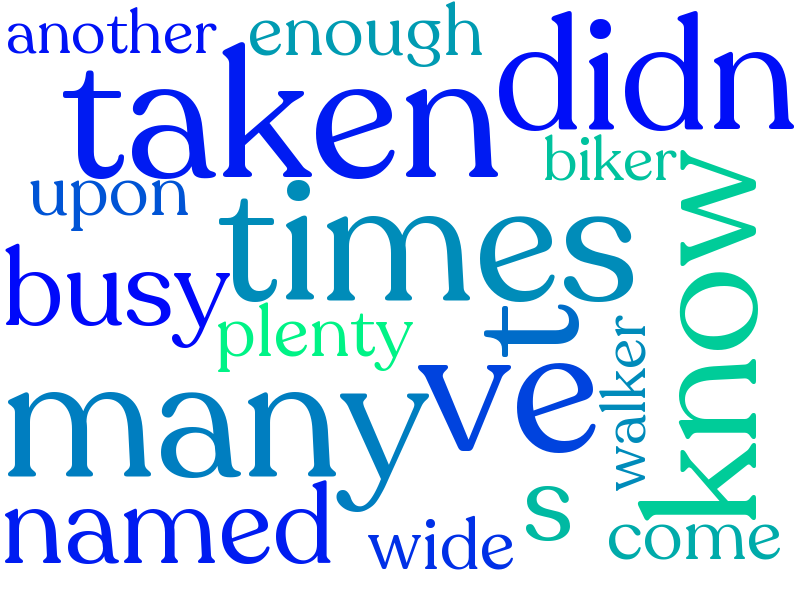 another
enough
didn
taken
biker
upon
times
know
busy
plenty
t
ve
walker
many
s
named
wide
come